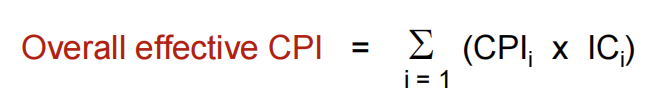 Overall effective CPI = Σ (CPIᵢ x ICᵢ)
i = 1